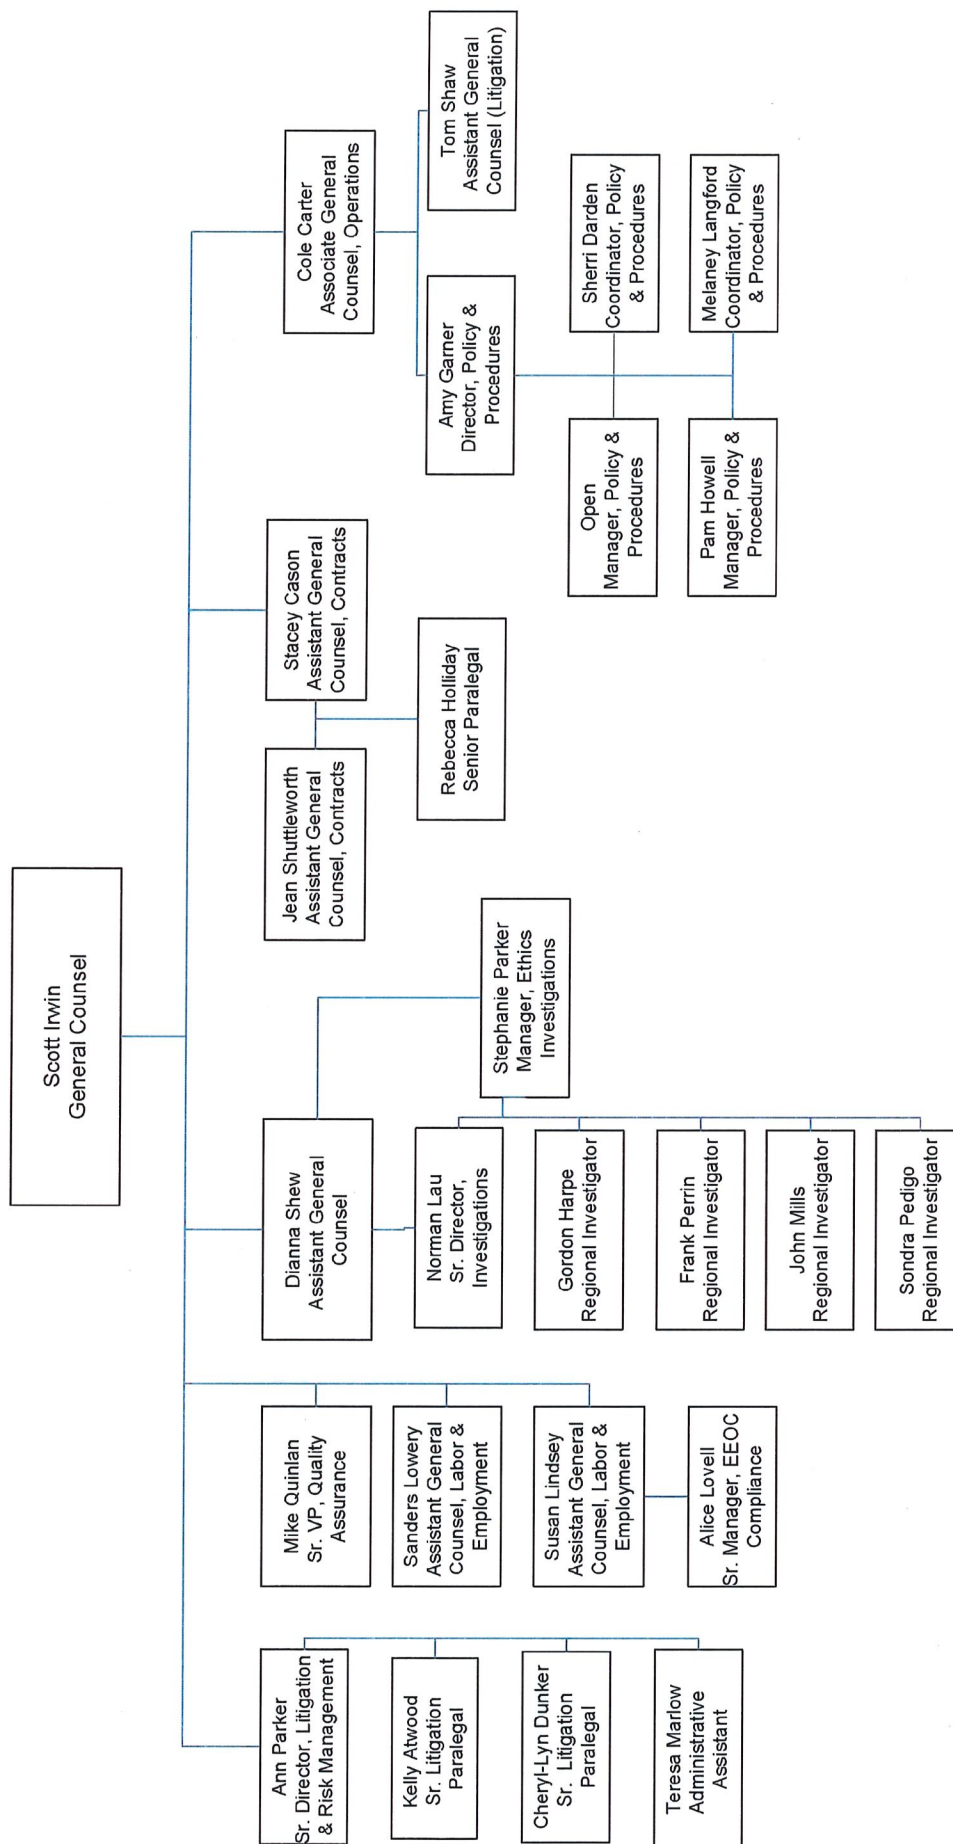 Scott Irwin
General Counsel
Ann Parker
Sr. Director, Litigation
& Risk Management
Kelly Atwood
Sr. Litigation
Paralegal
Cheryl-Lyn Dunker
Sr. Litigation
Paralegal
Teresa Marlow
Administrative
Assistant
Mike Quinlan
Sr. VP, Quality
Assurance
Sanders Lowery
Assistant General
Counsel, Labor &
Employment
Susan Lindsey
Assistant General
Counsel, Labor &
Employment
Alice Lovell
Sr. Manager, EEOC
Compliance
Dianna Shew
Assistant General
Counsel
Norman Lau
Sr. Director,
Investigations
Gordon Harpe
Regional Investigator
Frank Perrin
Regional Investigator
John Mills
Regional Investigator
Sondra Pedigo
Regional Investigator
Stephanie Parker
Manager, Ethics
Investigations
Jean Shuttleworth
Assistant General
Counsel, Contracts
Stacey Cason
Assistant General
Counsel, Contracts
Rebecca Holliday
Senior Paralegal
Cole Carter
Associate General
Counsel, Operations
Amy Garner
Director, Policy &
Procedures
Tom Shaw
Assistant General
Counsel (Litigation)
Open
Manager, Policy &
Procedures
Sherri Darden
Coordinator, Policy
& Procedures
Pam Howell
Manager, Policy &
Procedures
Melaney Langford
Coordinator, Policy
& Procedures